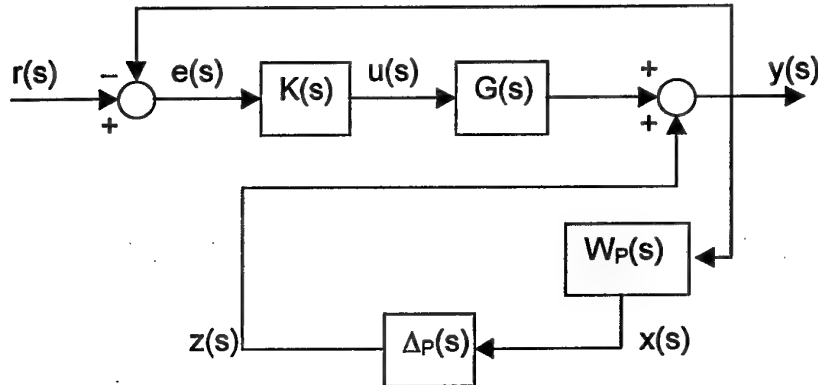 r(s) − e(s) K(s) u(s) G(s) + y(s)
+ +
W_P(s)
z(s) Δ_P(s) x(s)